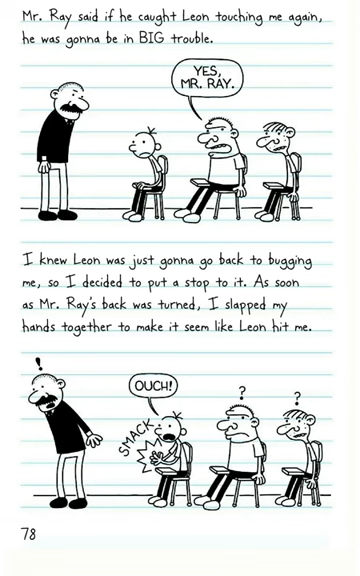 Mr. Ray said if he caught Leon touching me again,
he was gonna be in BIG trouble.
YES,
MR. RAY.
I knew Leon was just gonna go back to bugging
me, so I decided to put a stop to it. As soon
as Mr. Ray's back was turned, I slapped my
hands together to make it seem like Leon hit me.
!
OUCH!
?
?
SMACK
78